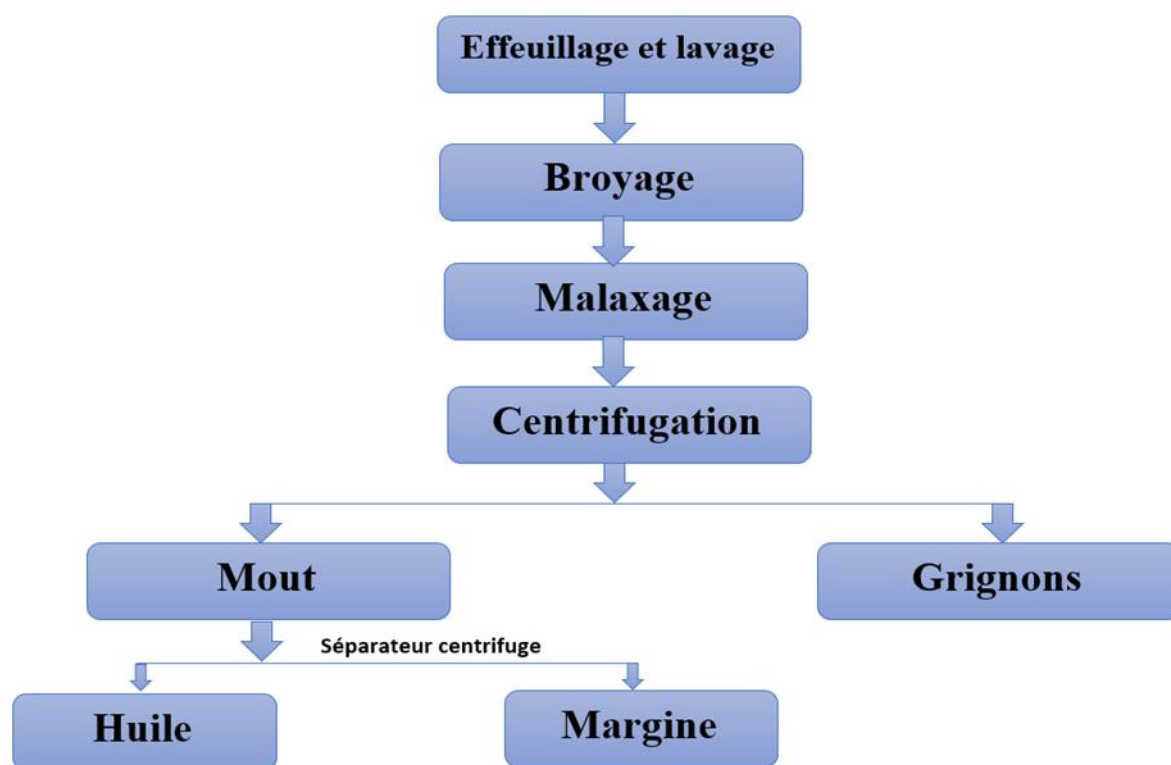 Effeuillage et lavage
Broyage
Malaxage
Centrifugation
Mout
Grignons
Séparateur centrifuge
Huile
Margine